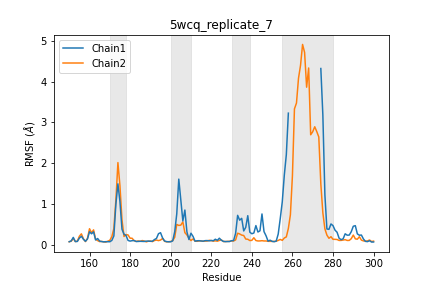 5wcq_replicate_7
Chain1
Chain2
RMSF (Å)
5
4
3
2
1
0
160 180 200 220 240 260 280 300
Residue